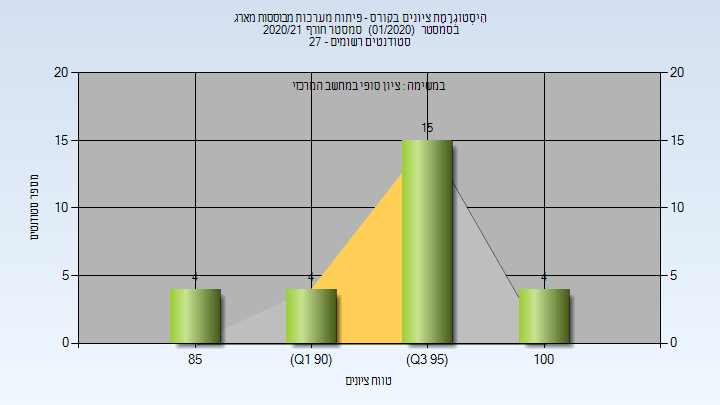 היסטוגרמת ציונים בקורס - פיתוח מערכות מבוססות מארג
בסמסטר (01/2020) סמסטר חורף 2020/21
סטודנטים רשומים - 27
במשימה : ציון סופי במחשב המרכזי
20
20
15
15
15
10
10
5
5
4
4
4
0
0
85
(Q1 90)
(Q3 95)
100
מספר סטודנטים
טווח ציונים